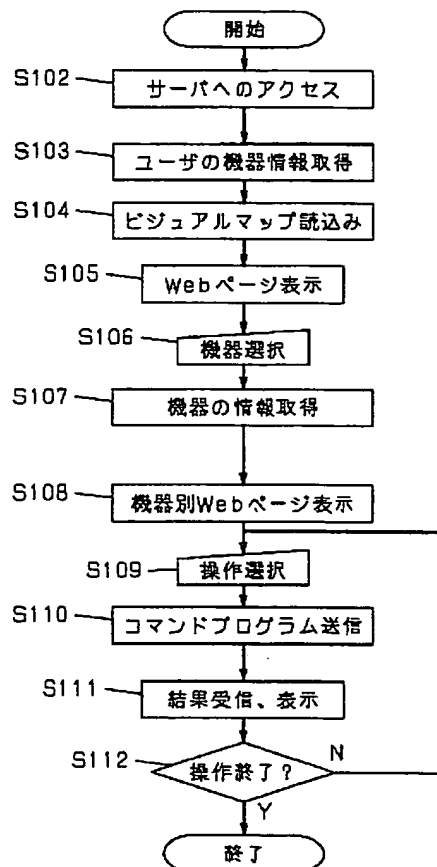 開始
S102
サーバへのアクセス
S103
ユーザの機器情報取得
S104
ビジュアルマップ読込み
S105
Webページ表示
S106
機器選択
S107
機器の情報取得
S108
機器別Webページ表示
S109
操作選択
S110
コマンドプログラム送信
S111
結果受信、表示
S112
操作終了?
N
Y
終了